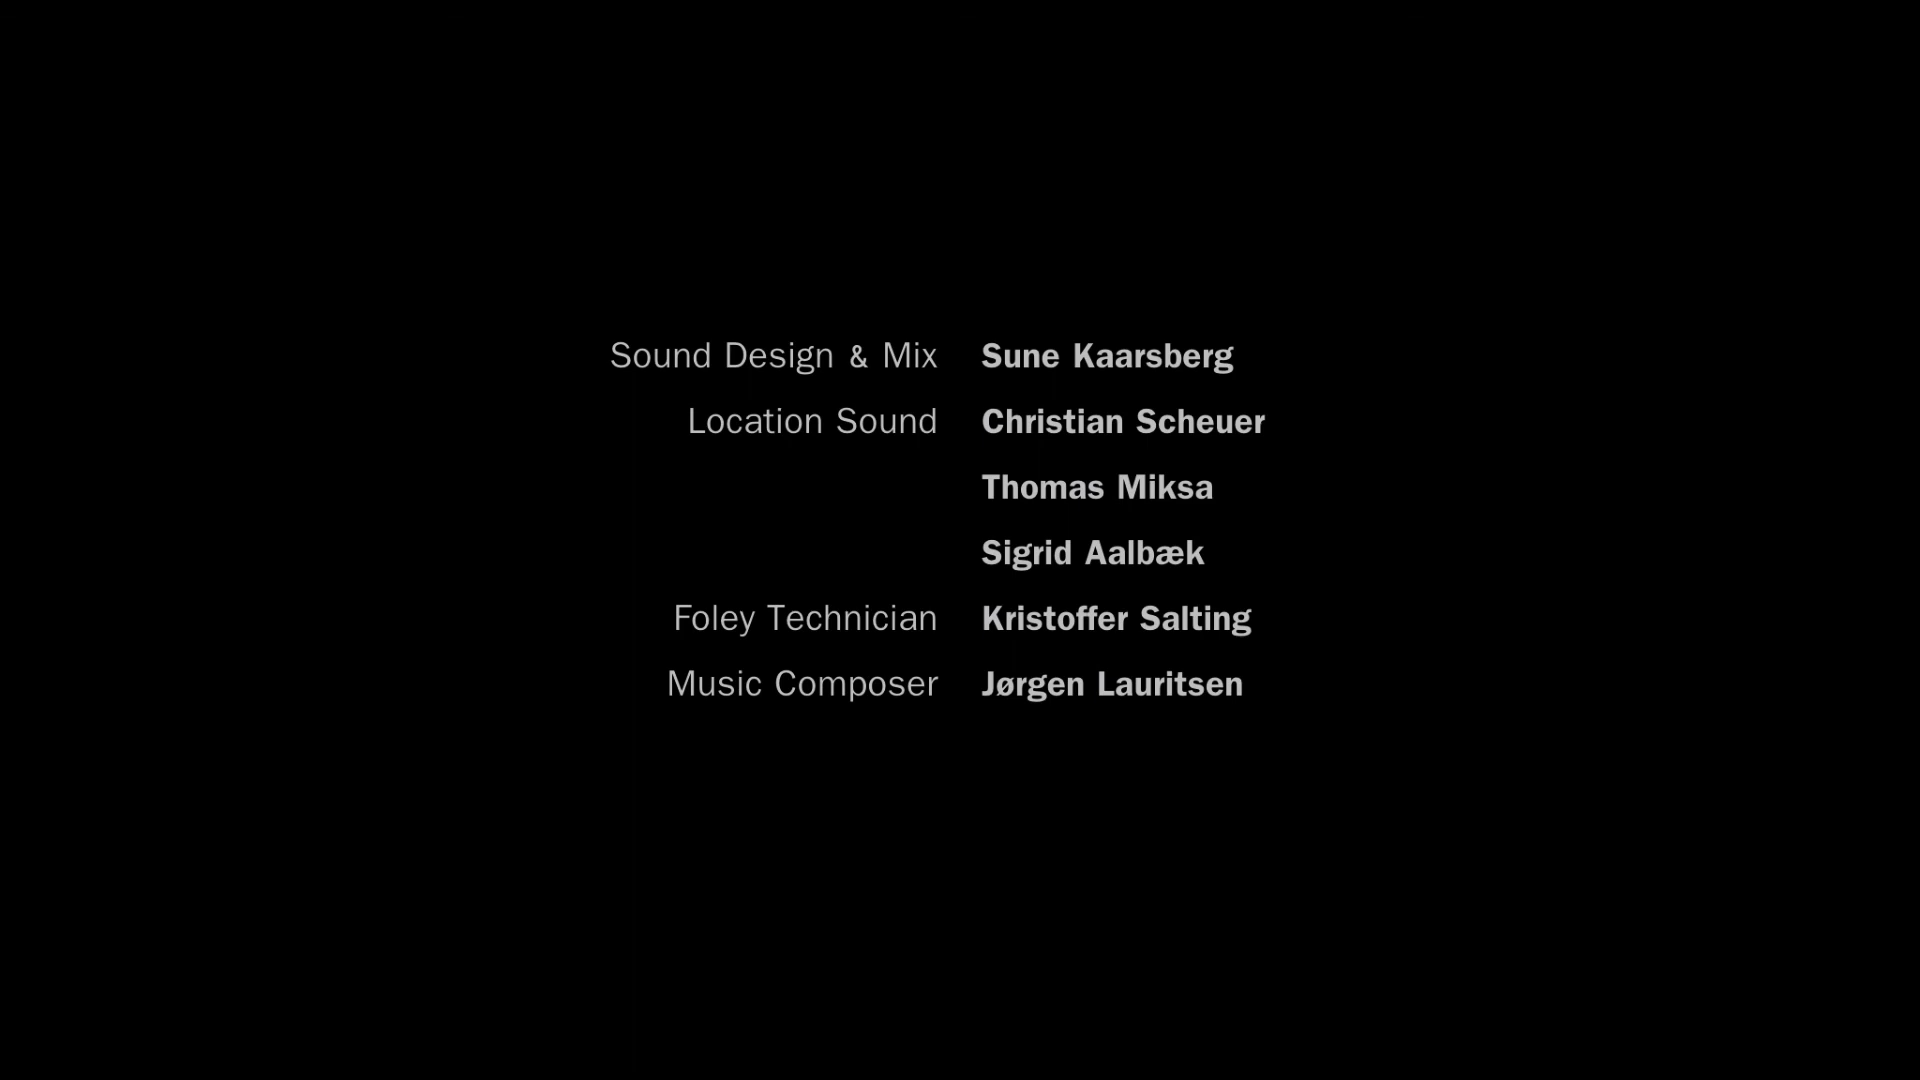 Sound Design & Mix Sune Kaarsberg
Location Sound Christian Scheuer
Thomas Miksa
Sigrid Aalbæk
Foley Technician Kristoffer Salting
Music Composer Jørgen Lauritsen